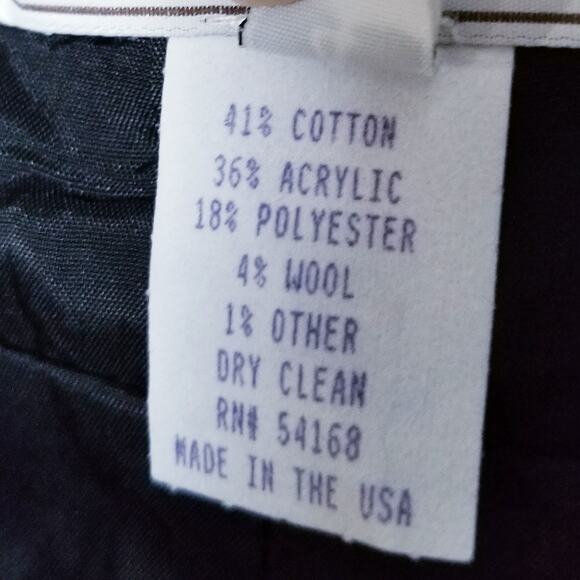 41% COTTON
36% ACRYLIC
18% POLYESTER
4% WOOL
1% OTHER
DRY CLEAN
RN# 54168
MADE IN THE USA